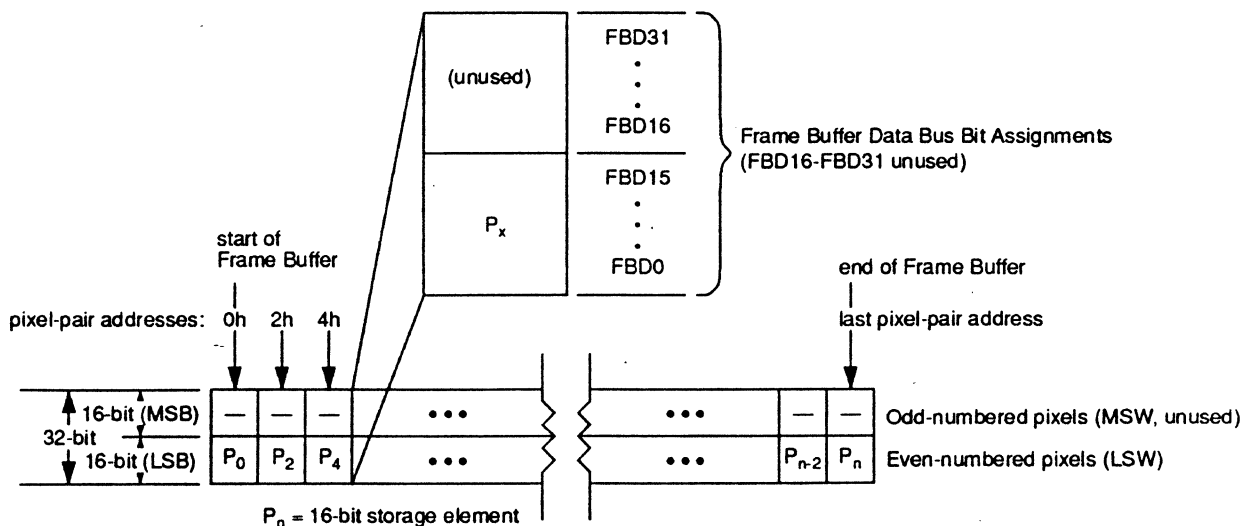 (unused)
FBD31
•
•
•
FBD16
Frame Buffer Data Bus Bit Assignments
(FBD16-FBD31 unused)
Px
FBD15
•
•
•
FBD0
start of
Frame Buffer
end of Frame Buffer
pixel-pair addresses: 0h 2h 4h
last pixel-pair address
32-bit
16-bit (MSB)
— — — ••• ••• — —
Odd-numbered pixels (MSW, unused)
16-bit (LSB)
P0 P2 P4 ••• ••• Pn-2 Pn
Even-numbered pixels (LSW)
Pn = 16-bit storage element